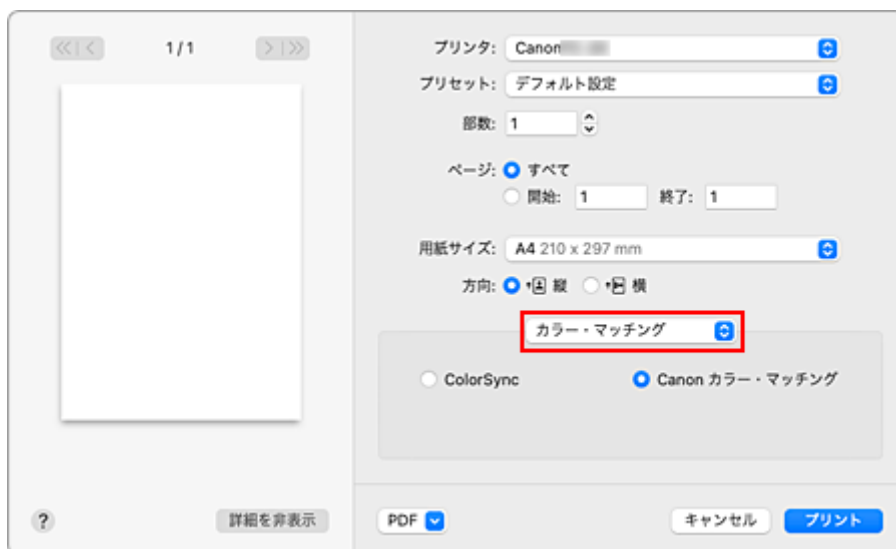 1 / 1
プリンタ: Canon
プリセット: デフォルト設定
部数: 1
ページ: すべて
開始: 1 終了: 1
用紙サイズ: A4 210 x 297 mm
方向: 縦 横
カラー・マッチング
ColorSync Canon カラー・マッチング
? 詳細を非表示 PDF キャンセル プリント